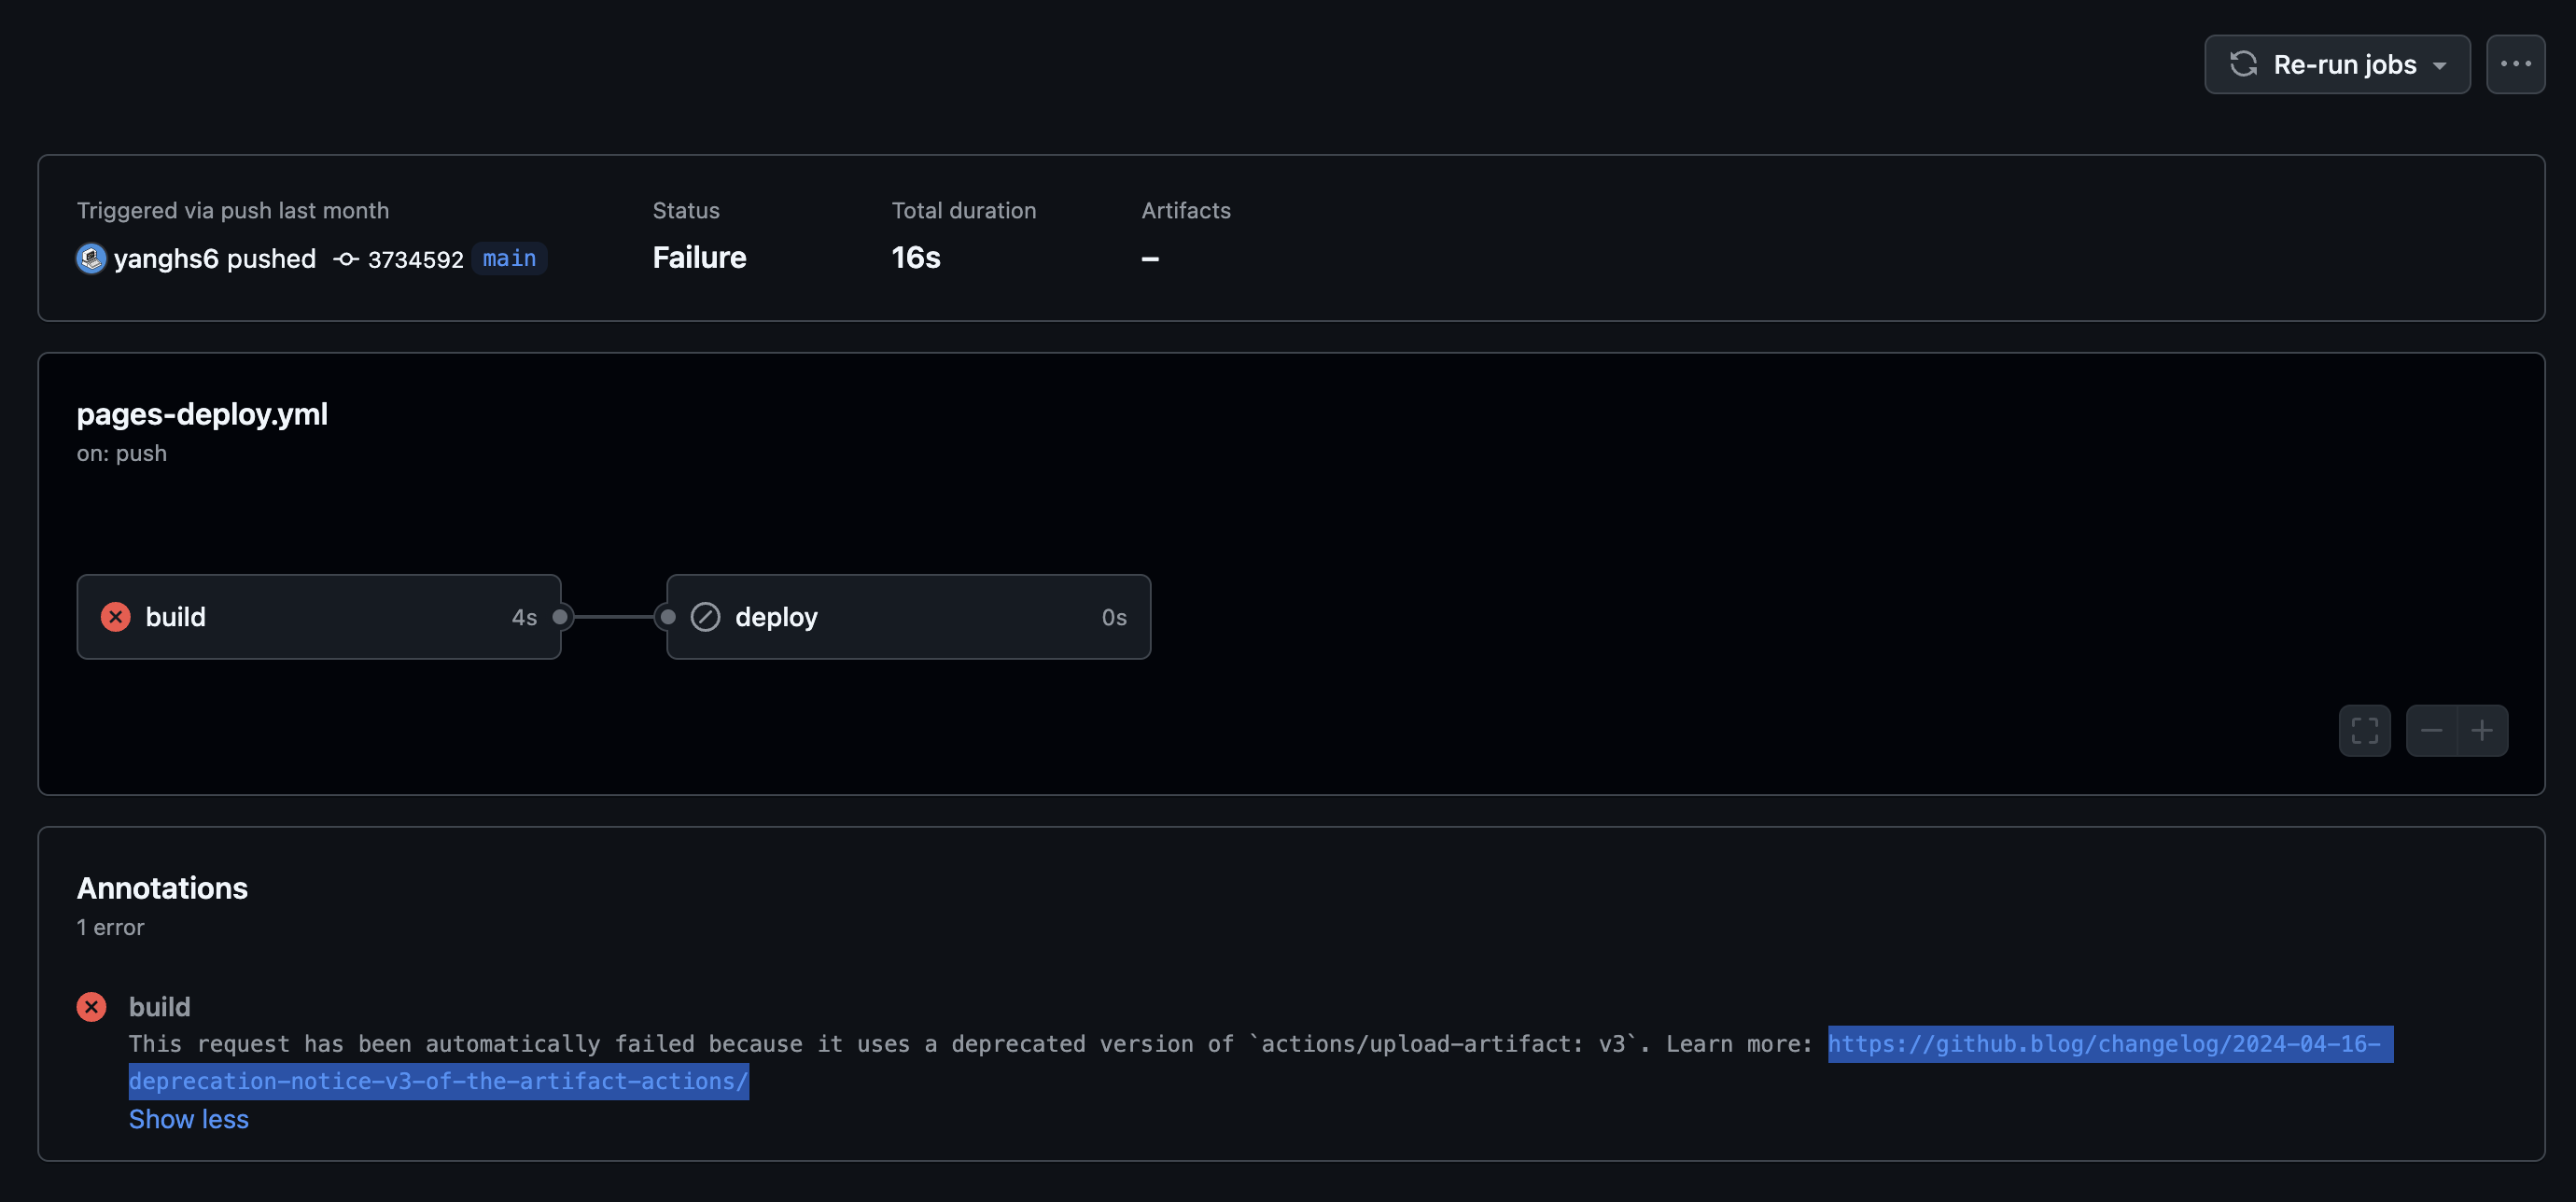 Re-run jobs
Triggered via push last month
yanghs6 pushed 3734592 main
Status
Failure
Total duration
16s
Artifacts
–
pages-deploy.yml
on: push
build 4s
deploy 0s
Annotations
1 error
build
This request has been automatically failed because it uses a deprecated version of `actions/upload-artifact: v3`. Learn more: https://github.blog/changelog/2024-04-16-
deprecation-notice-v3-of-the-artifact-actions/
Show less